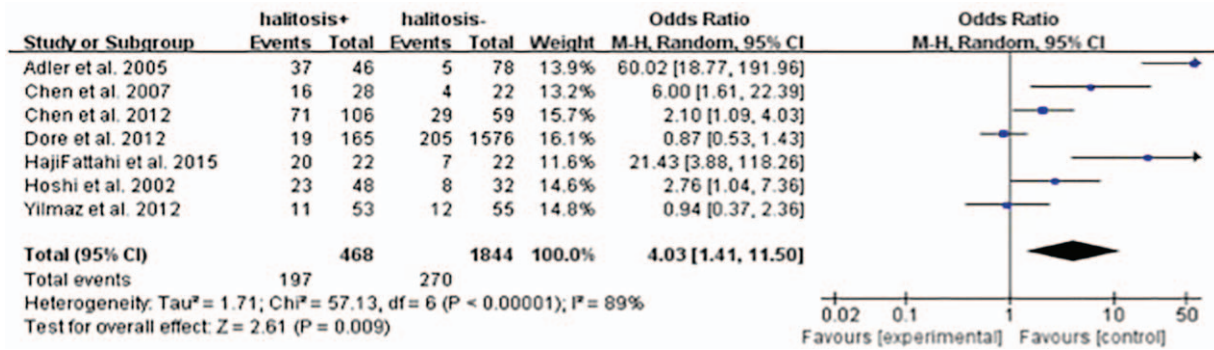 halitosis+ halitosis- Odds Ratio Odds Ratio
Study or Subgroup Events Total Events Total Weight M-H, Random, 95% CI M-H, Random, 95% CI
Adler et al. 2005 37 46 5 78 13.9% 60.02 [18.77, 191.96]
Chen et al. 2007 16 28 4 22 13.2% 6.00 [1.61, 22.39]
Chen et al. 2012 71 106 29 59 15.7% 2.10 [1.09, 4.03]
Dore et al. 2012 19 165 205 1576 16.1% 0.87 [0.53, 1.43]
HajiFattahi et al. 2015 20 22 7 22 11.6% 21.43 [3.88, 118.26]
Hoshi et al. 2002 23 48 8 32 14.6% 2.76 [1.04, 7.36]
Yilmaz et al. 2012 11 53 12 55 14.8% 0.94 [0.37, 2.36]
Total (95% CI) 468 1844 100.0% 4.03 [1.41, 11.50]
Total events 197 270
Heterogeneity: Tau² = 1.71; Chi² = 57.13, df = 6 (P < 0.00001); I² = 89%
Test for overall effect: Z = 2.61 (P = 0.009)
0.02 0.1 1 10 50
Favours [experimental] Favours [control]